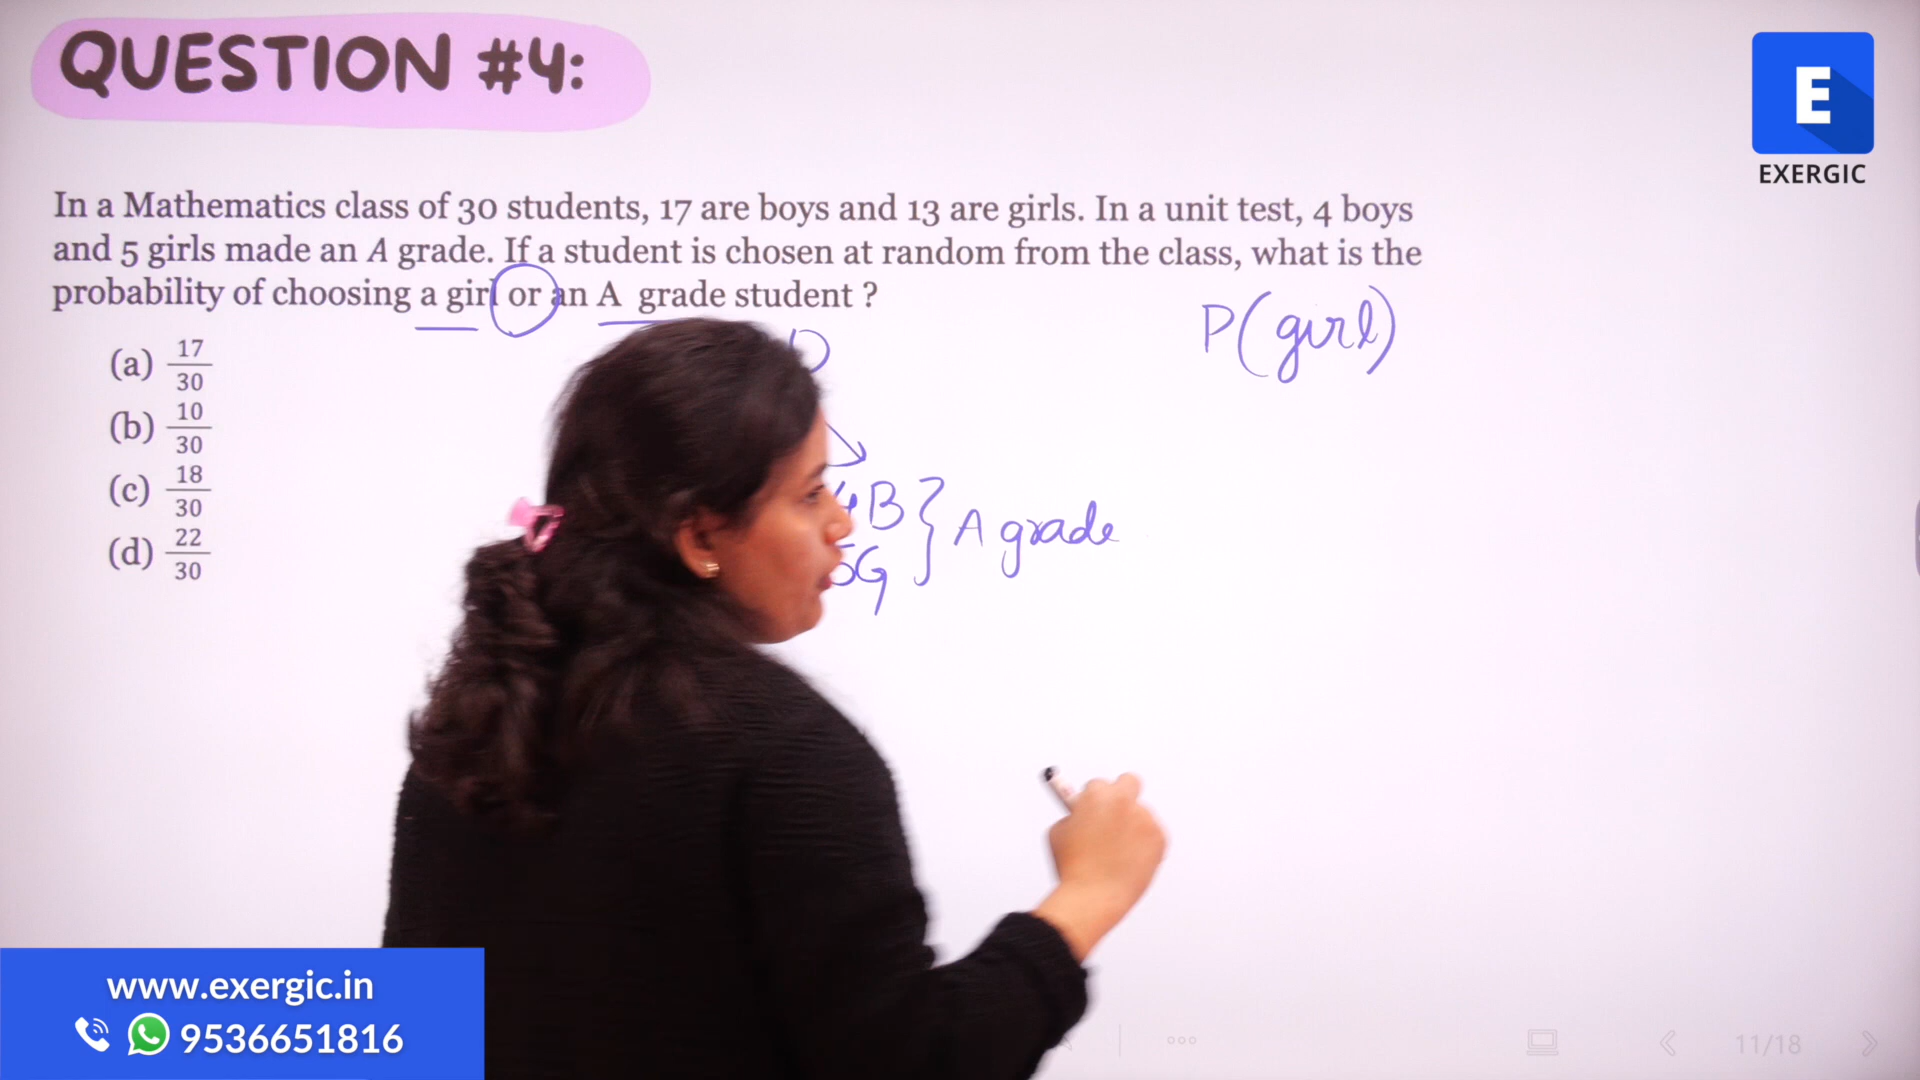 QUESTION #4:
E
EXERGIC
In a Mathematics class of 30 students, 17 are boys and 13 are girls. In a unit test, 4 boys
and 5 girls made an A grade. If a student is chosen at random from the class, what is the
probability of choosing a girl or an A grade student ?
P(girl)
(a) 17/30
(b) 10/30
(c) 18/30
(d) 22/30
4B
5G
} A grade
www.exergic.in
9536651816
11/18